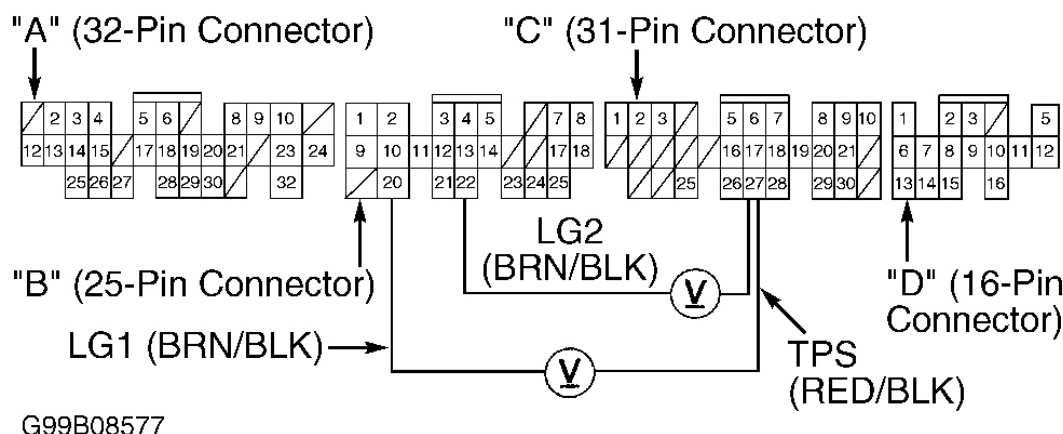 "A" (32-Pin Connector)
"C" (31-Pin Connector)
2 3 4 5 6 8 9 10
12 13 14 15 17 18 19 20 21 23 24
25 26 27 28 29 30 32
1 2 3 4 5 7 8
9 10 11 12 13 14 17 18
20 21 22 23 24 25
1 2 3 5 6 7 8 9 10
16 17 18 19 20 21
25 26 27 28 29 30
1 2 3 5
6 7 8 9 10 11 12
13 14 15 16
LG2
(BRN/BLK)
V
"B" (25-Pin Connector)
"D" (16-Pin
Connector)
LG1 (BRN/BLK)
V
TPS
(RED/BLK)
G99B08577